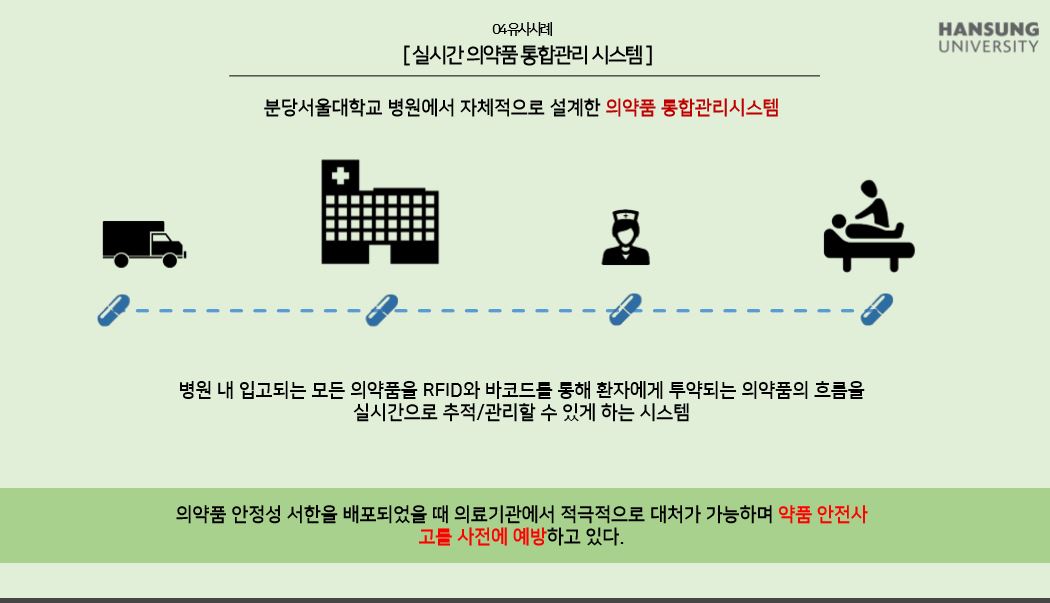 04유사사례
HANSUNG
UNIVERSITY
[ 실시간 의약품 통합관리 시스템 ]
분당서울대학교 병원에서 자체적으로 설계한 의약품 통합관리시스템
병원 내 입고되는 모든 의약품을 RFID와 바코드를 통해 환자에게 투약되는 의약품의 흐름을
실시간으로 추적/관리할 수 있게 하는 시스템
의약품 안정성 서한을 배포되었을 때 의료기관에서 적극적으로 대처가 가능하며 약품 안전사
고를 사전에 예방하고 있다.